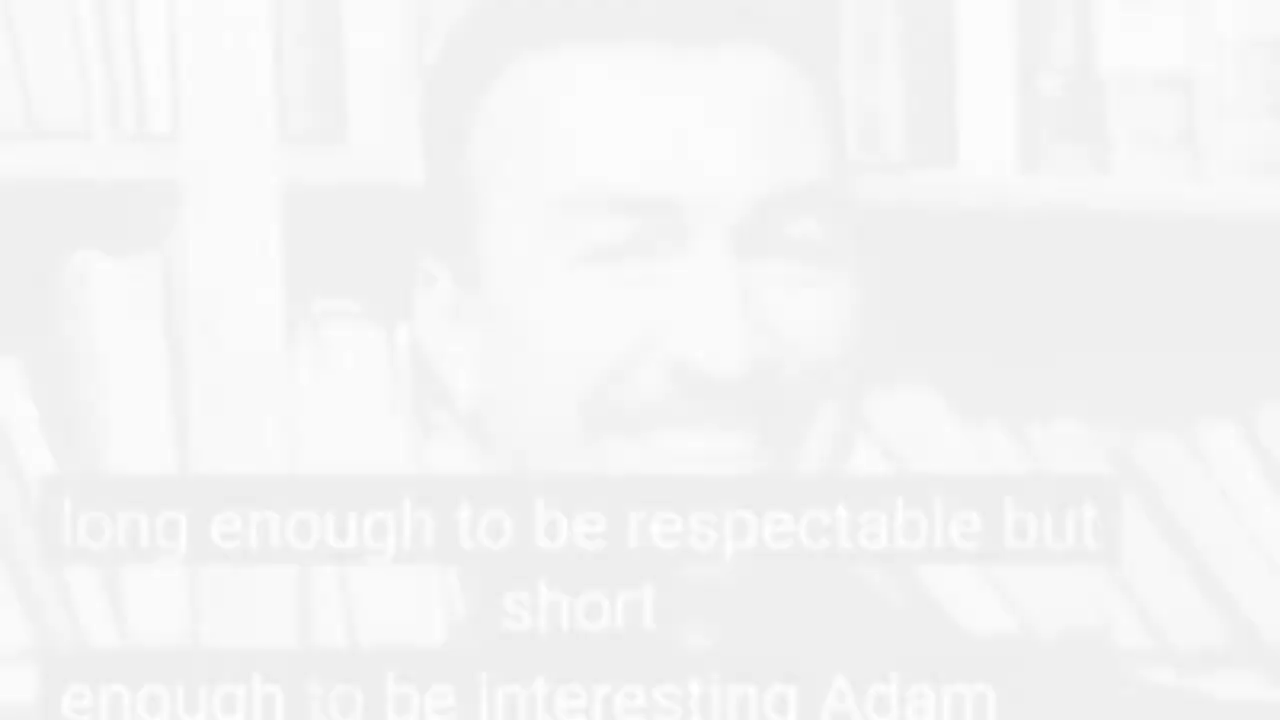 long enough to be respectable but
short
enough to be interesting Adam